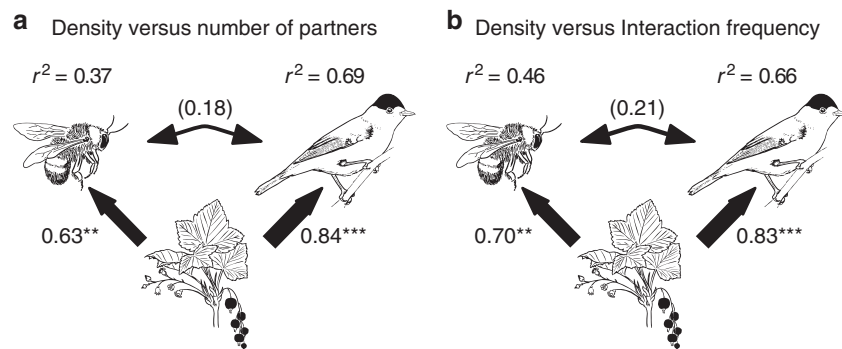 a Density versus number of partners
r² = 0.37
r² = 0.69
(0.18)
0.63**
0.84***
b Density versus Interaction frequency
r² = 0.46
r² = 0.66
(0.21)
0.70**
0.83***